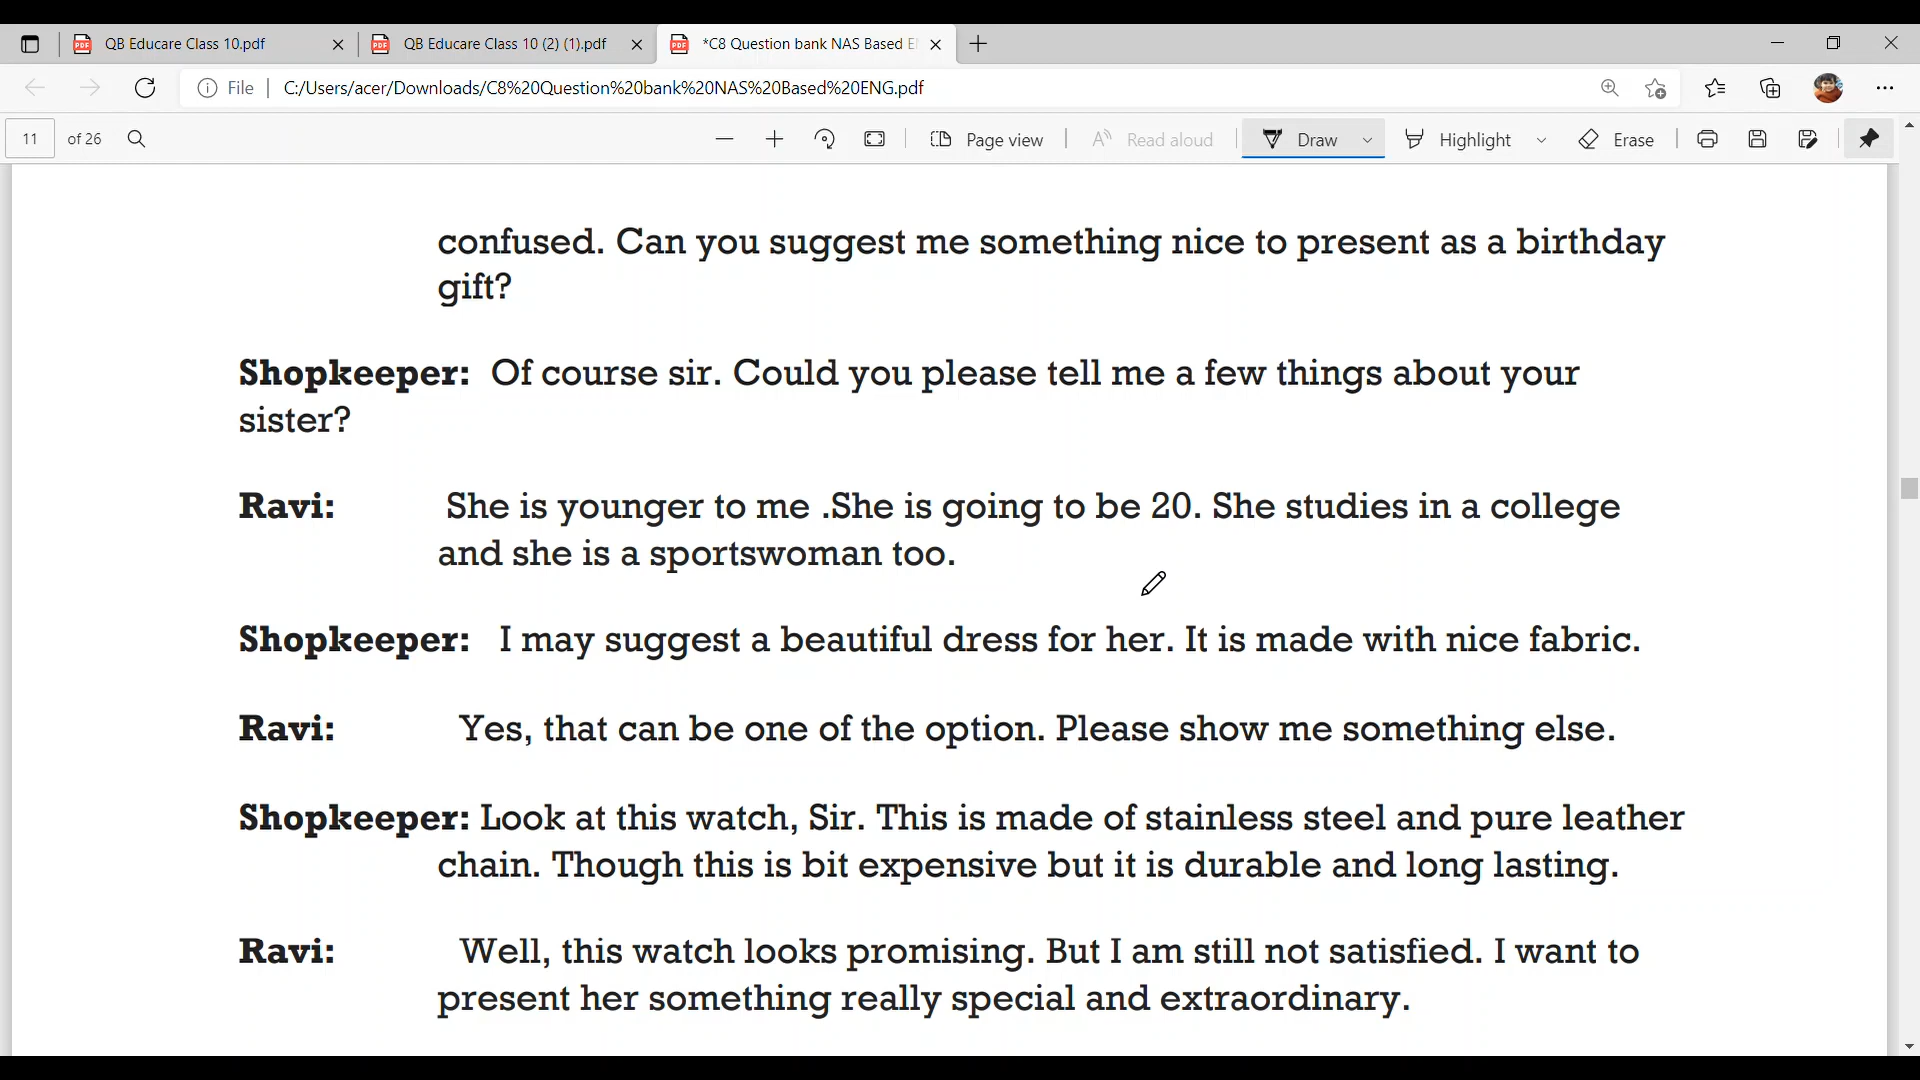 QB Educare Class 10.pdf
QB Educare Class 10 (2) (1).pdf
*C8 Question bank NAS Based E
File
C:/Users/acer/Downloads/C8%20Question%20bank%20NAS%20Based%20ENG.pdf
11 of 26
Page view
Read aloud
Draw
Highlight
Erase
confused. Can you suggest me something nice to present as a birthday
gift?
Shopkeeper: Of course sir. Could you please tell me a few things about your
sister?
Ravi: She is younger to me .She is going to be 20. She studies in a college
and she is a sportswoman too.
Shopkeeper: I may suggest a beautiful dress for her. It is made with nice fabric.
Ravi: Yes, that can be one of the option. Please show me something else.
Shopkeeper: Look at this watch, Sir. This is made of stainless steel and pure leather
chain. Though this is bit expensive but it is durable and long lasting.
Ravi: Well, this watch looks promising. But I am still not satisfied. I want to
present her something really special and extraordinary.